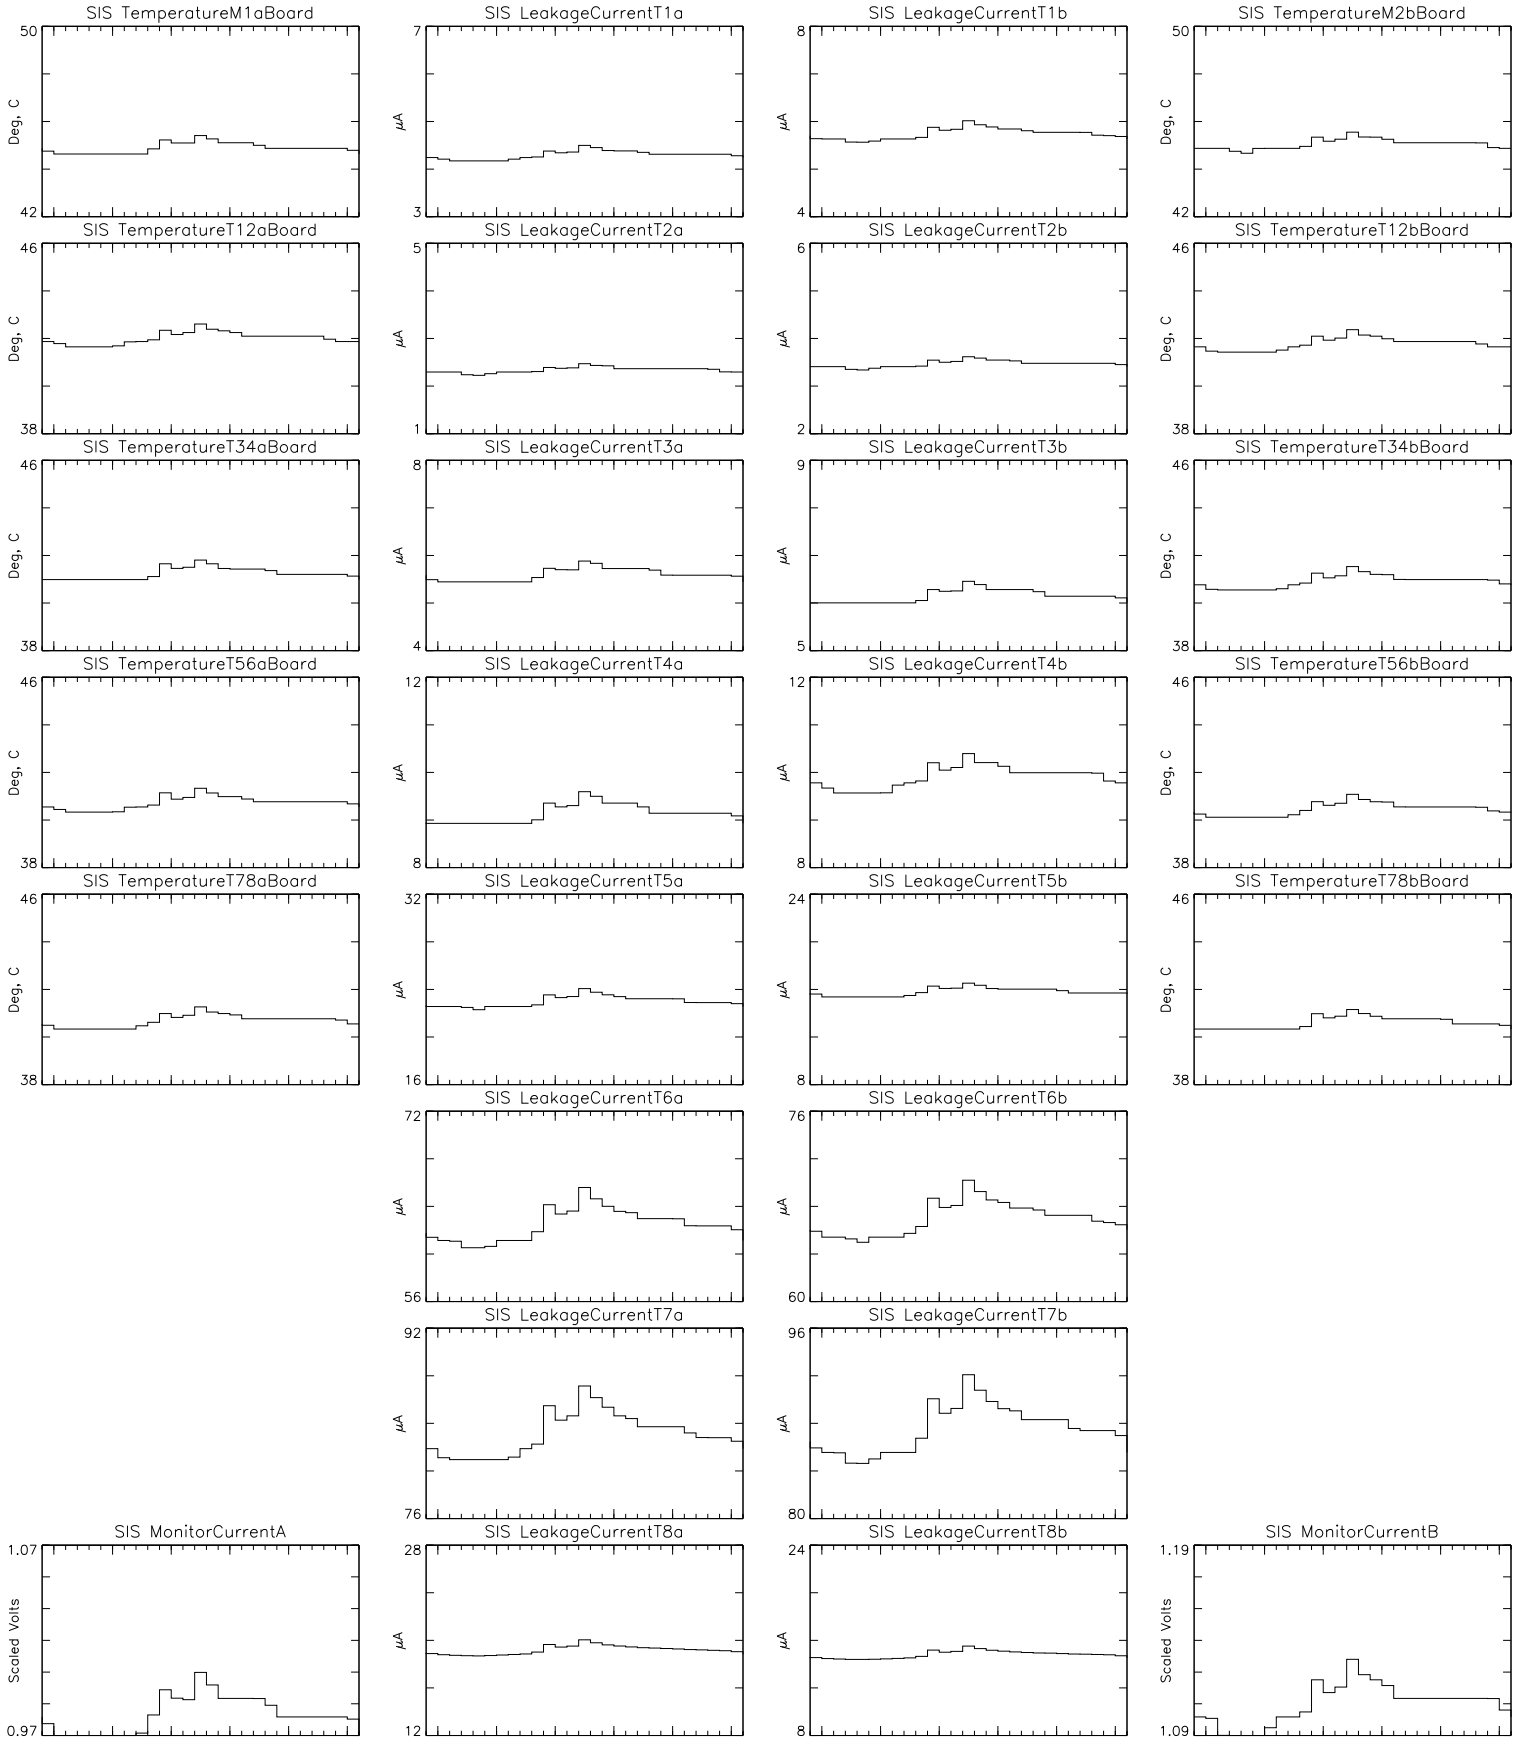 SIS TemperatureM1aBoard SIS LeakageCurrentT1a SIS LeakageCurrentT1b SIS TemperatureM2bBoard
50 7 8 50
Deg, C µA µA Deg, C
42 3 4 42
SIS TemperatureT12aBoard SIS LeakageCurrentT2a SIS LeakageCurrentT2b SIS TemperatureT12bBoard
46 5 6 46
Deg, C µA µA Deg, C
38 1 2 38
SIS TemperatureT34aBoard SIS LeakageCurrentT3a SIS LeakageCurrentT3b SIS TemperatureT34bBoard
46 8 9 46
Deg, C µA µA Deg, C
38 4 5 38
SIS TemperatureT56aBoard SIS LeakageCurrentT4a SIS LeakageCurrentT4b SIS TemperatureT56bBoard
46 12 12 46
Deg, C µA µA Deg, C
38 8 8 38
SIS TemperatureT78aBoard SIS LeakageCurrentT5a SIS LeakageCurrentT5b SIS TemperatureT78bBoard
46 32 24 46
Deg, C µA µA Deg, C
38 16 8 38
SIS LeakageCurrentT6a SIS LeakageCurrentT6b
72 76
µA µA
56 60
SIS LeakageCurrentT7a SIS LeakageCurrentT7b
92 96
µA µA
76 80
SIS MonitorCurrentA SIS LeakageCurrentT8a SIS LeakageCurrentT8b SIS MonitorCurrentB
1.07 28 24 1.19
Scaled Volts µA µA Scaled Volts
0.97 12 8 1.09